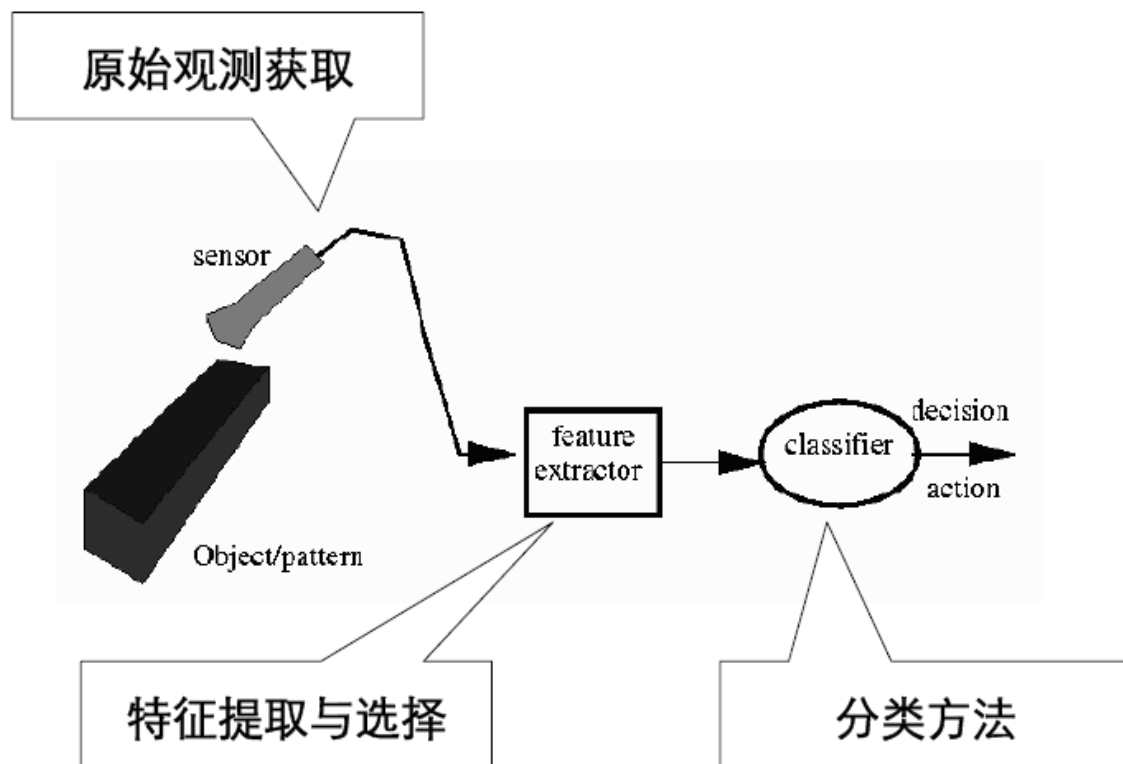 原始观测获取
sensor
feature
extractor
classifier
decision
action
Object/pattern
特征提取与选择
分类方法